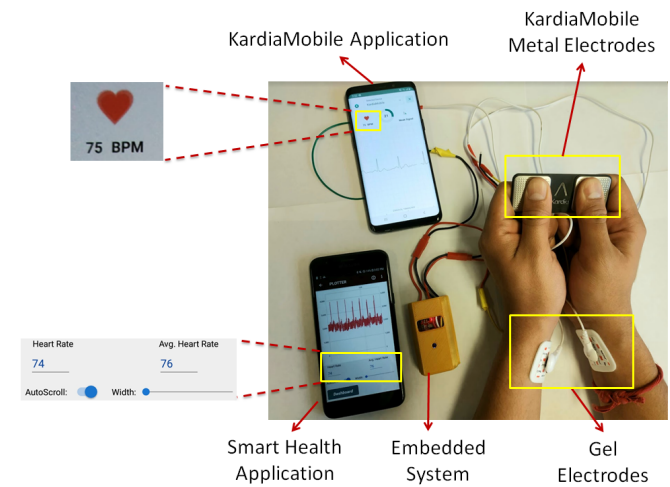 KardiaMobile Application
KardiaMobile
Metal Electrodes
75 BPM
PLOTTER
Heart Rate
Avg. Heart Rate
74
76
AutoScroll:
Width:
Dashboard
Smart Health
Application
Embedded
System
Gel
Electrodes